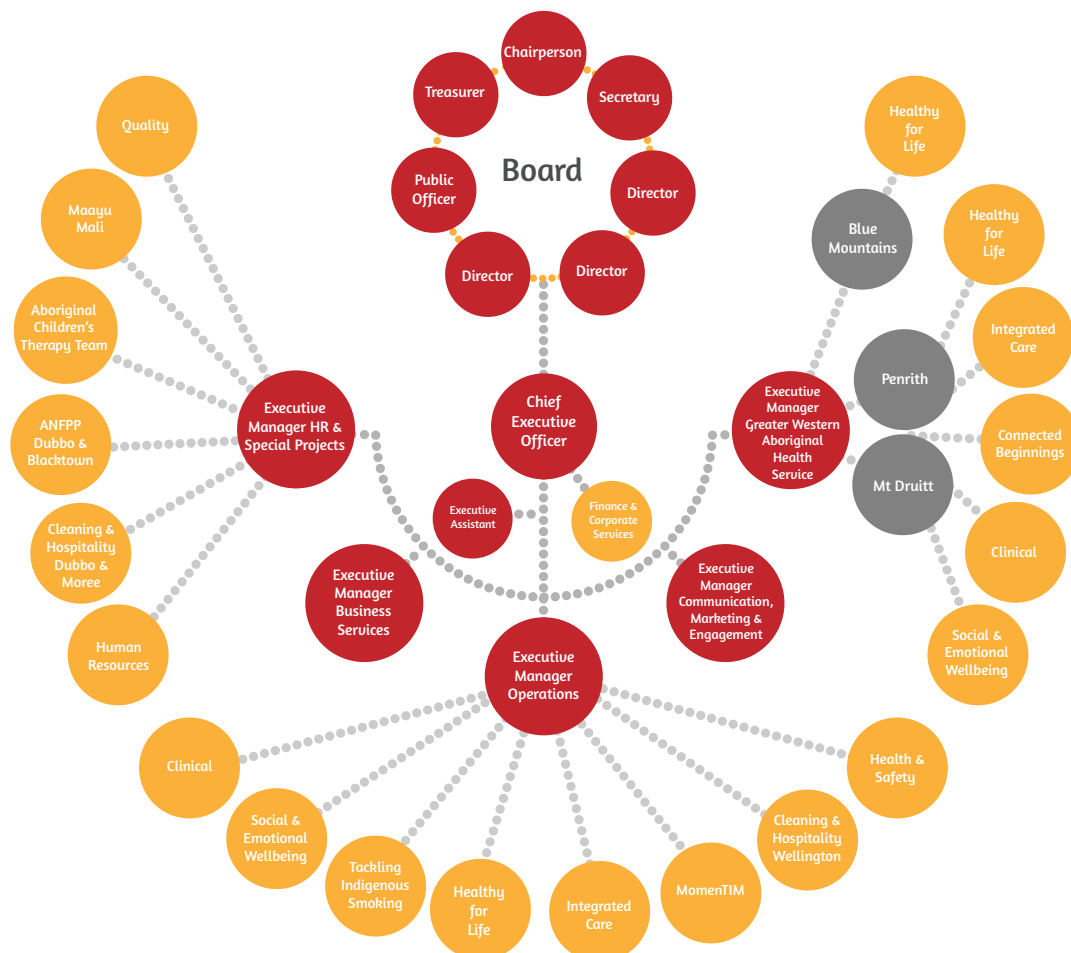 Chairperson
Treasurer
Secretary
Board
Public
Officer
Director
Director
Director
Quality
Maayu
Mali
Aboriginal
Children's
Therapy Team
ANFPP
Dubbo &
Blacktown
Cleaning &
Hospitality
Dubbo &
Moree
Human
Resources
Executive
Manager HR &
Special Projects
Chief
Executive
Officer
Executive
Assistant
Finance &
Corporate
Services
Executive
Manager
Business
Services
Executive
Manager
Communication,
Marketing &
Engagement
Executive
Manager
Operations
Executive
Manager
Greater Western
Aboriginal
Health
Service
Blue
Mountains
Penrith
Mt Druitt
Healthy
for
Life
Healthy
for
Life
Integrated
Care
Connected
Beginnings
Clinical
Social &
Emotional
Wellbeing
Clinical
Social &
Emotional
Wellbeing
Tackling
Indigenous
Smoking
Healthy
for
Life
Integrated
Care
MomenTIM
Cleaning &
Hospitality
Wellington
Health &
Safety